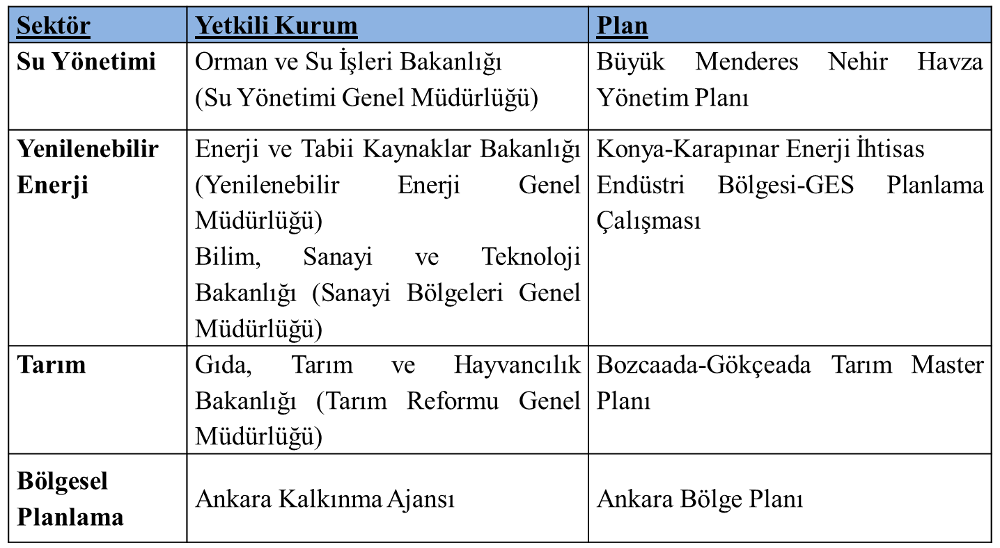 Sektör
Yetkili Kurum
Plan
Su Yönetimi
Orman ve Su İşleri Bakanlığı
(Su Yönetimi Genel Müdürlüğü)
Büyük Menderes Nehir Havza
Yönetim Planı
Yenilenebilir
Enerji
Enerji ve Tabii Kaynaklar Bakanlığı
(Yenilenebilir Enerji Genel
Müdürlüğü)
Bilim, Sanayi ve Teknoloji
Bakanlığı (Sanayi Bölgeleri Genel
Müdürlüğü)
Konya-Karapınar Enerji İhtisas
Endüstri Bölgesi-GES Planlama
Çalışması
Tarım
Gıda, Tarım ve Hayvancılık
Bakanlığı (Tarım Reformu Genel
Müdürlüğü)
Bozcaada-Gökçeada Tarım Master
Planı
Bölgesel
Planlama
Ankara Kalkınma Ajansı
Ankara Bölge Planı